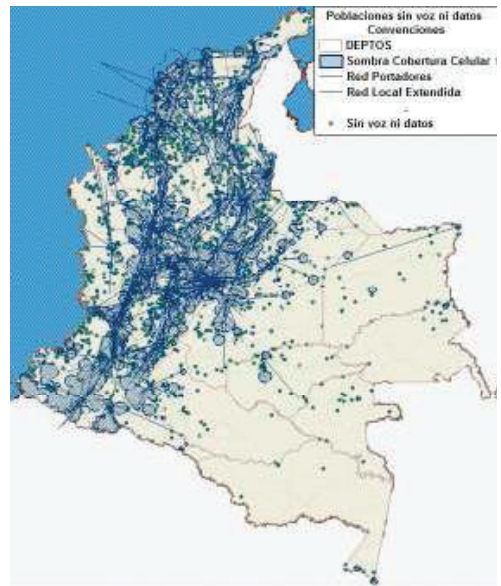 Poblaciones sin voz ni datos
Convenciones
DEPTOS
Sombra Cobertura Celular 1
Red Portadores
Red Local Extendida
Sin voz ni datos